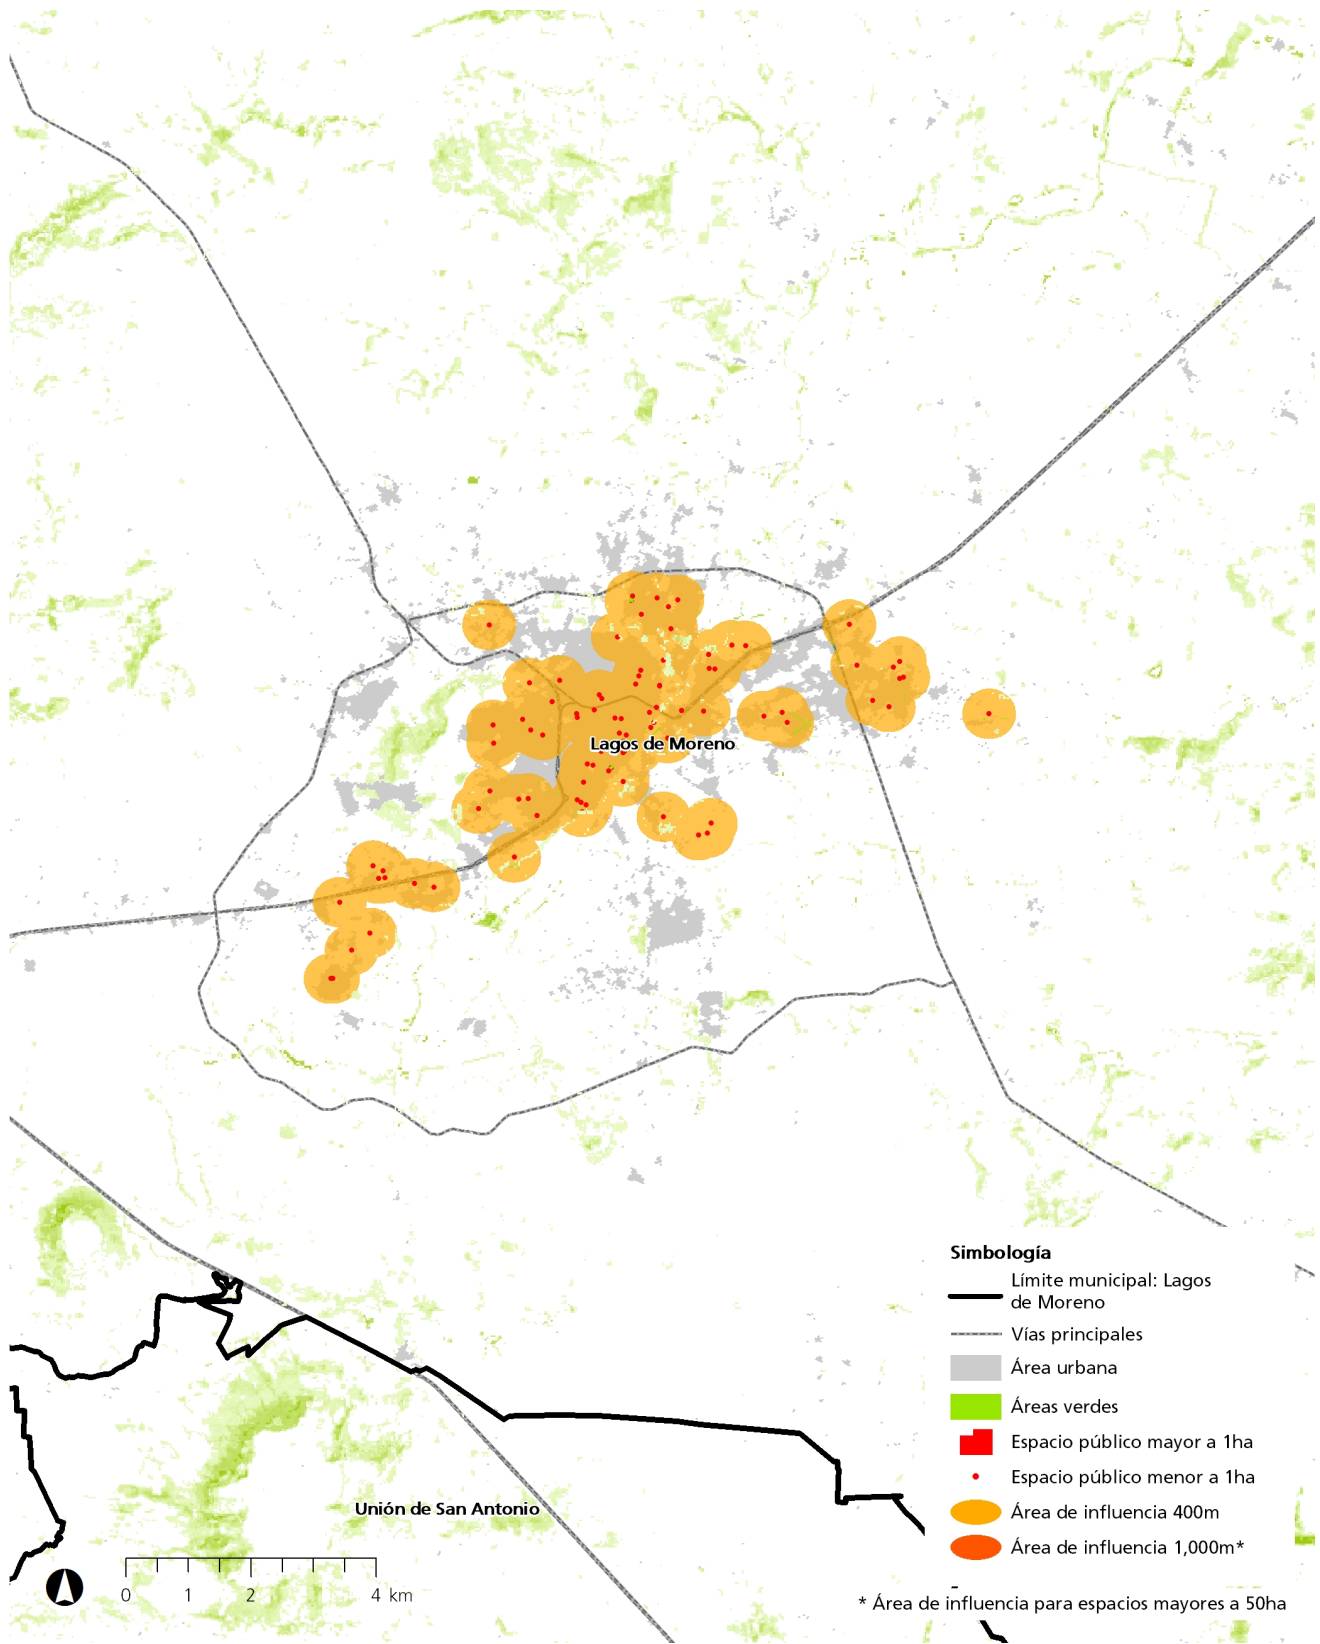 Lagos de Moreno
Simbología
Límite municipal: Lagos
de Moreno
Vías principales
Área urbana
Áreas verdes
Espacio público mayor a 1ha
Espacio público menor a 1ha
Área de influencia 400m
Área de influencia 1,000m*
Unión de San Antonio
0 1 2 4 km
* Área de influencia para espacios mayores a 50ha